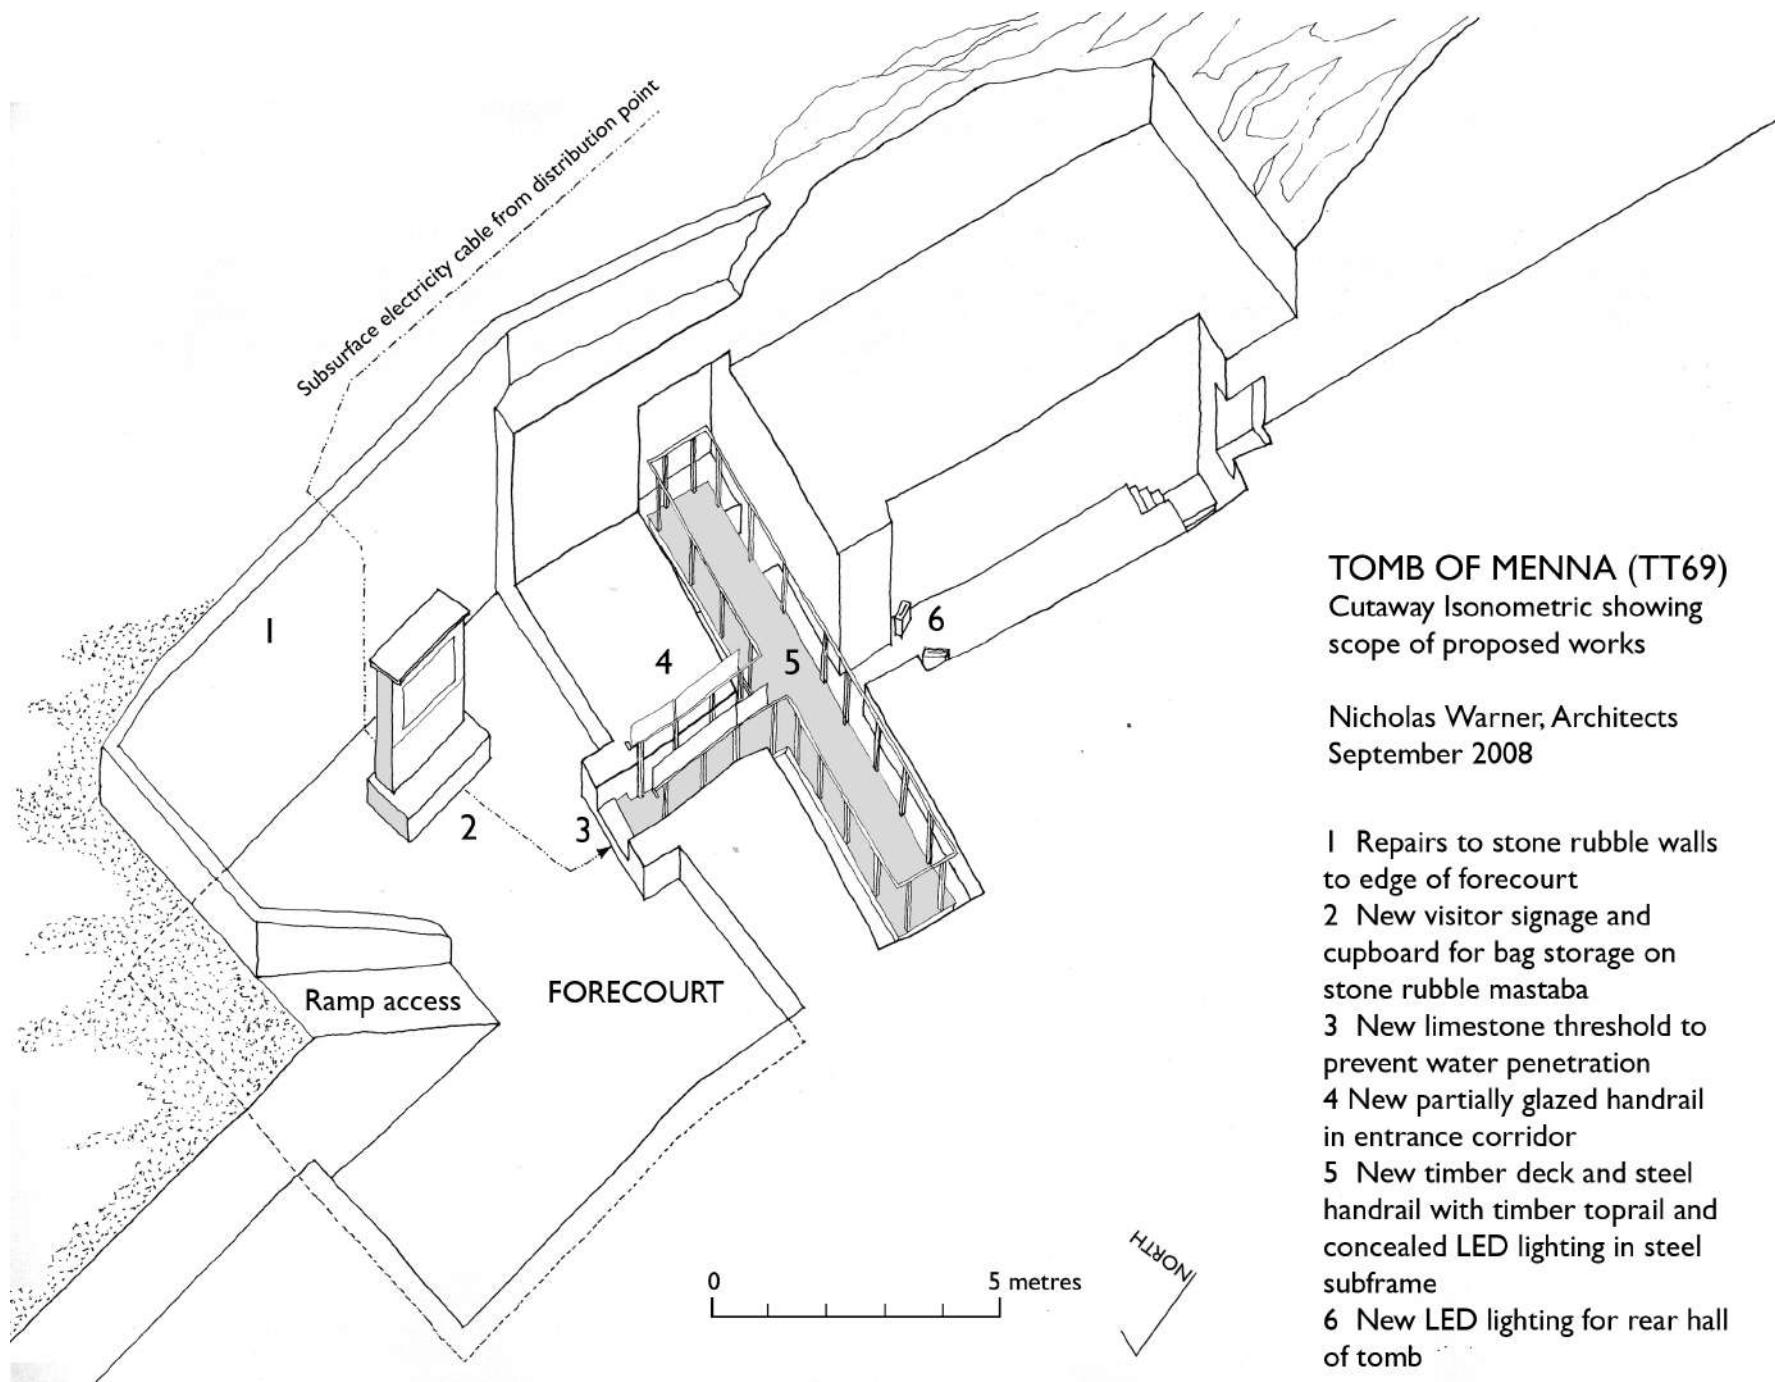 Subsurface electricity cable from distribution point
1
2
3
4
5
6
Ramp access
FORECOURT
TOMB OF MENNA (TT69)
Cutaway Isonometric showing
scope of proposed works
Nicholas Warner, Architects
September 2008
1 Repairs to stone rubble walls
to edge of forecourt
2 New visitor signage and
cupboard for bag storage on
stone rubble mastaba
3 New limestone threshold to
prevent water penetration
4 New partially glazed handrail
in entrance corridor
5 New timber deck and steel
handrail with timber toprail and
concealed LED lighting in steel
subframe
6 New LED lighting for rear hall
of tomb
0 5 metres
NORTH